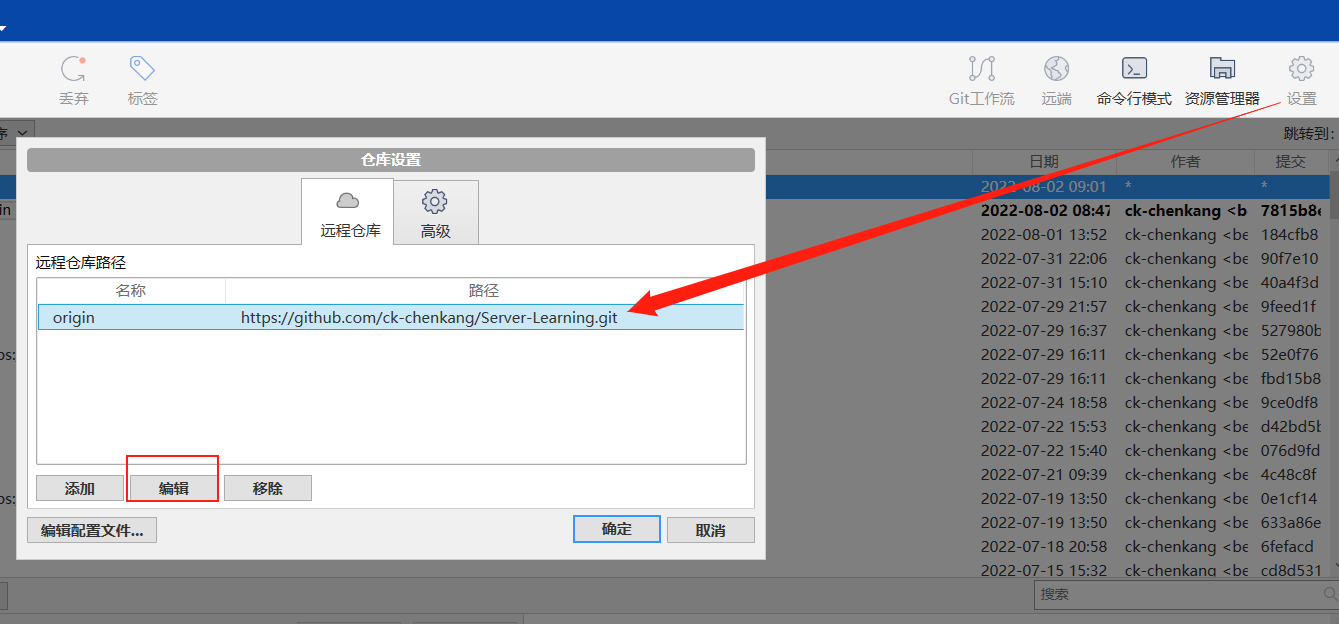 丢弃 标签 Git工作流 远端 命令行模式 资源管理器 设置
序 跳转到:
仓库设置
远程仓库 高级
远程仓库路径
名称 路径
origin https://github.com/ck-chenkang/Server-Learning.git
添加 编辑 移除
编辑配置文件... 确定 取消
日期 作者 提交
2022-08-02 09:01 * *
2022-08-02 08:47 ck-chenkang <b 7815b8e
2022-08-01 13:52 ck-chenkang <be 184cfb8
2022-07-31 22:06 ck-chenkang <be 90f7e10
2022-07-31 15:10 ck-chenkang <be 40a4f3d
2022-07-29 21:57 ck-chenkang <be 9feed1f
2022-07-29 16:37 ck-chenkang <be 527980b
2022-07-29 16:11 ck-chenkang <be 52e0f76
2022-07-29 16:11 ck-chenkang <be fbd15b8
2022-07-24 18:58 ck-chenkang <be 9ce0df8
2022-07-22 15:53 ck-chenkang <be d42bd5b
2022-07-22 15:40 ck-chenkang <be 076d9fd
2022-07-21 09:39 ck-chenkang <be 4c48c8f
2022-07-19 13:50 ck-chenkang <be 0e1cf14
2022-07-19 13:50 ck-chenkang <be 633a86e
2022-07-18 20:58 ck-chenkang <be 6fefacd
2022-07-15 15:32 ck-chenkang <be cd8d531
in
os:
os:
搜索